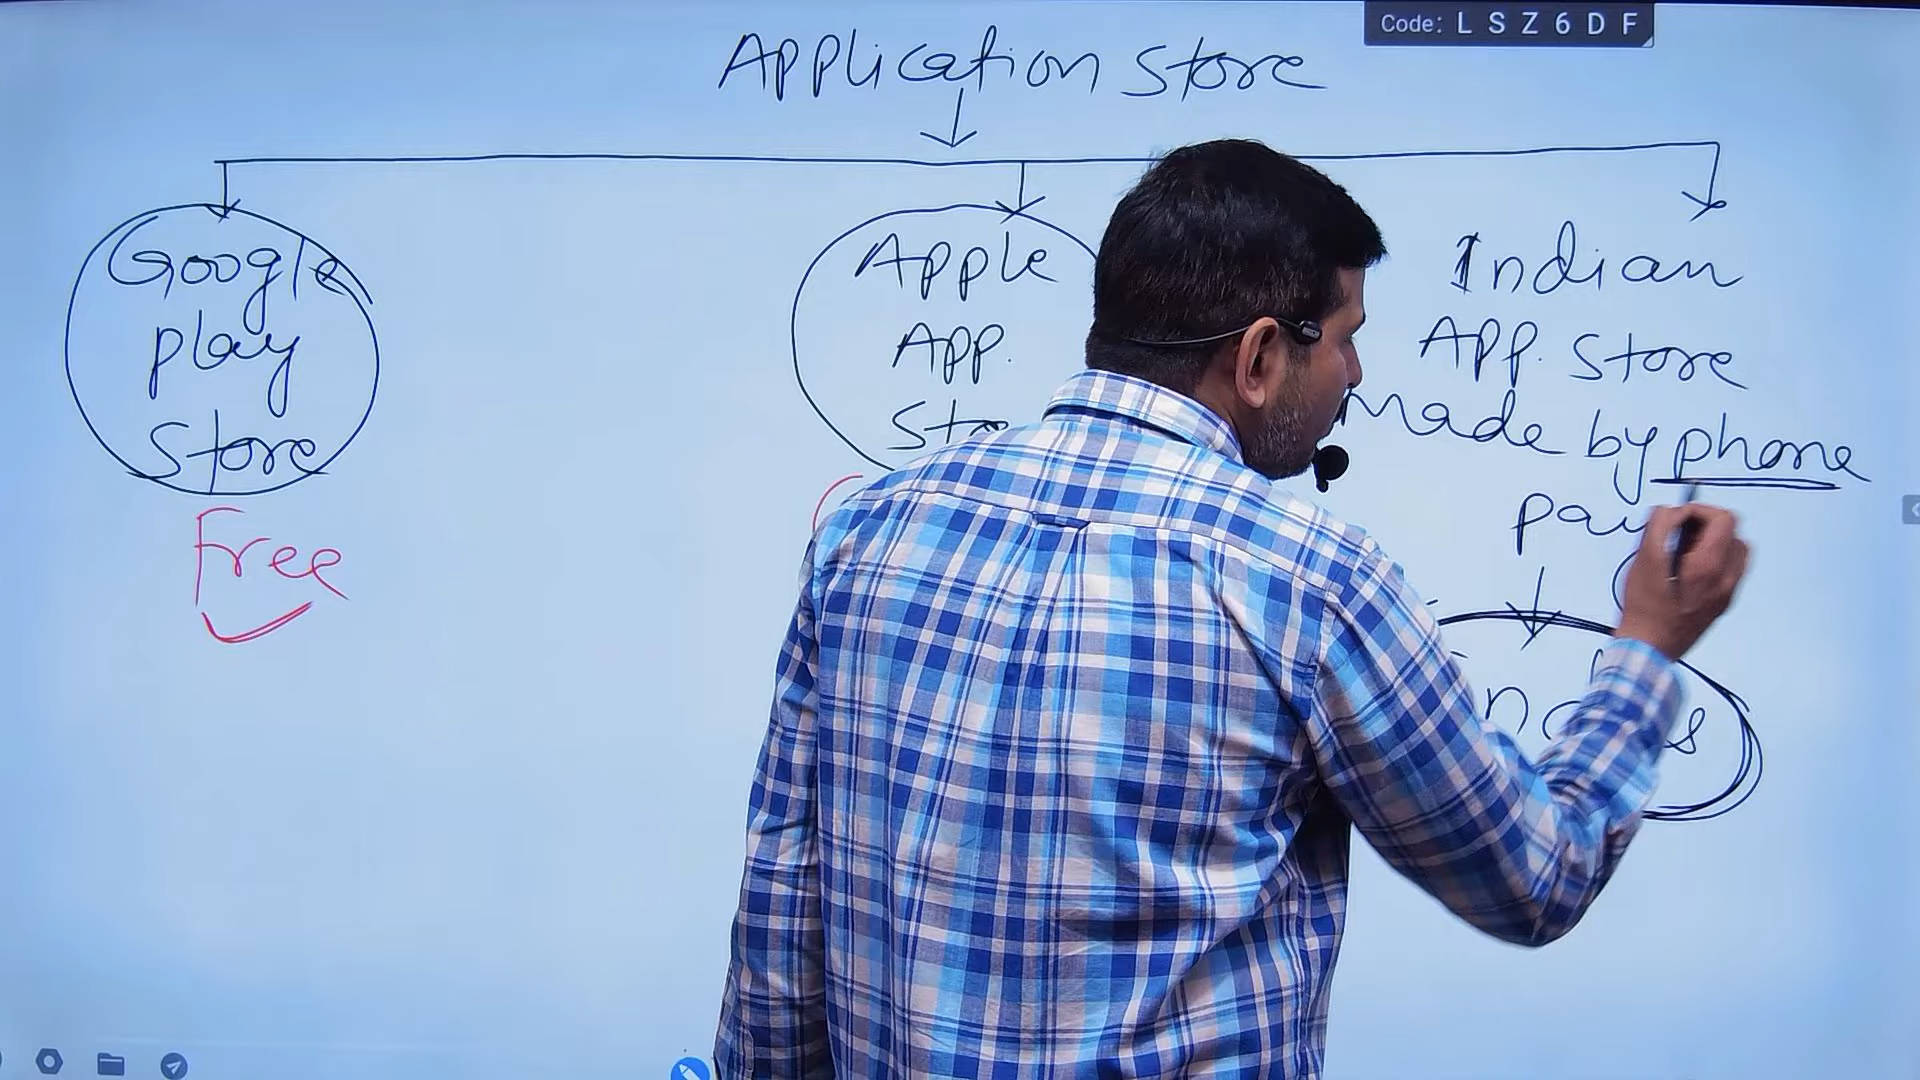 Code: L S Z 6 D F
Application Store
Google
play
Store
Free
Apple
App.
Indian
App. Store
made by phone